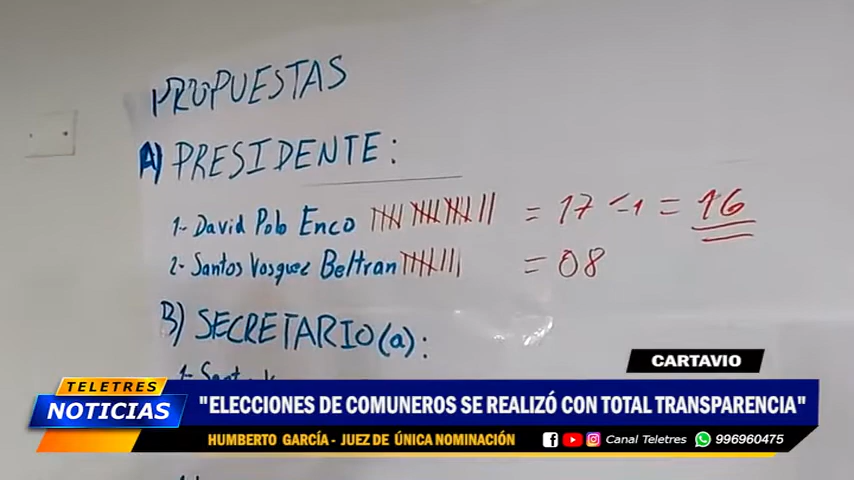 PROPUESTAS
A) PRESIDENTE:
1- David Polo Enco = 17 -1 = 16
2- Santos Vasquez Beltran = 08
B) SECRETARIO(a):
CARTAVIO
TELETRES
NOTICIAS
"ELECCIONES DE COMUNEROS SE REALIZÓ CON TOTAL TRANSPARENCIA"
HUMBERTO GARCÍA - JUEZ DE ÚNICA NOMINACIÓN
Canal Teletres 996960475